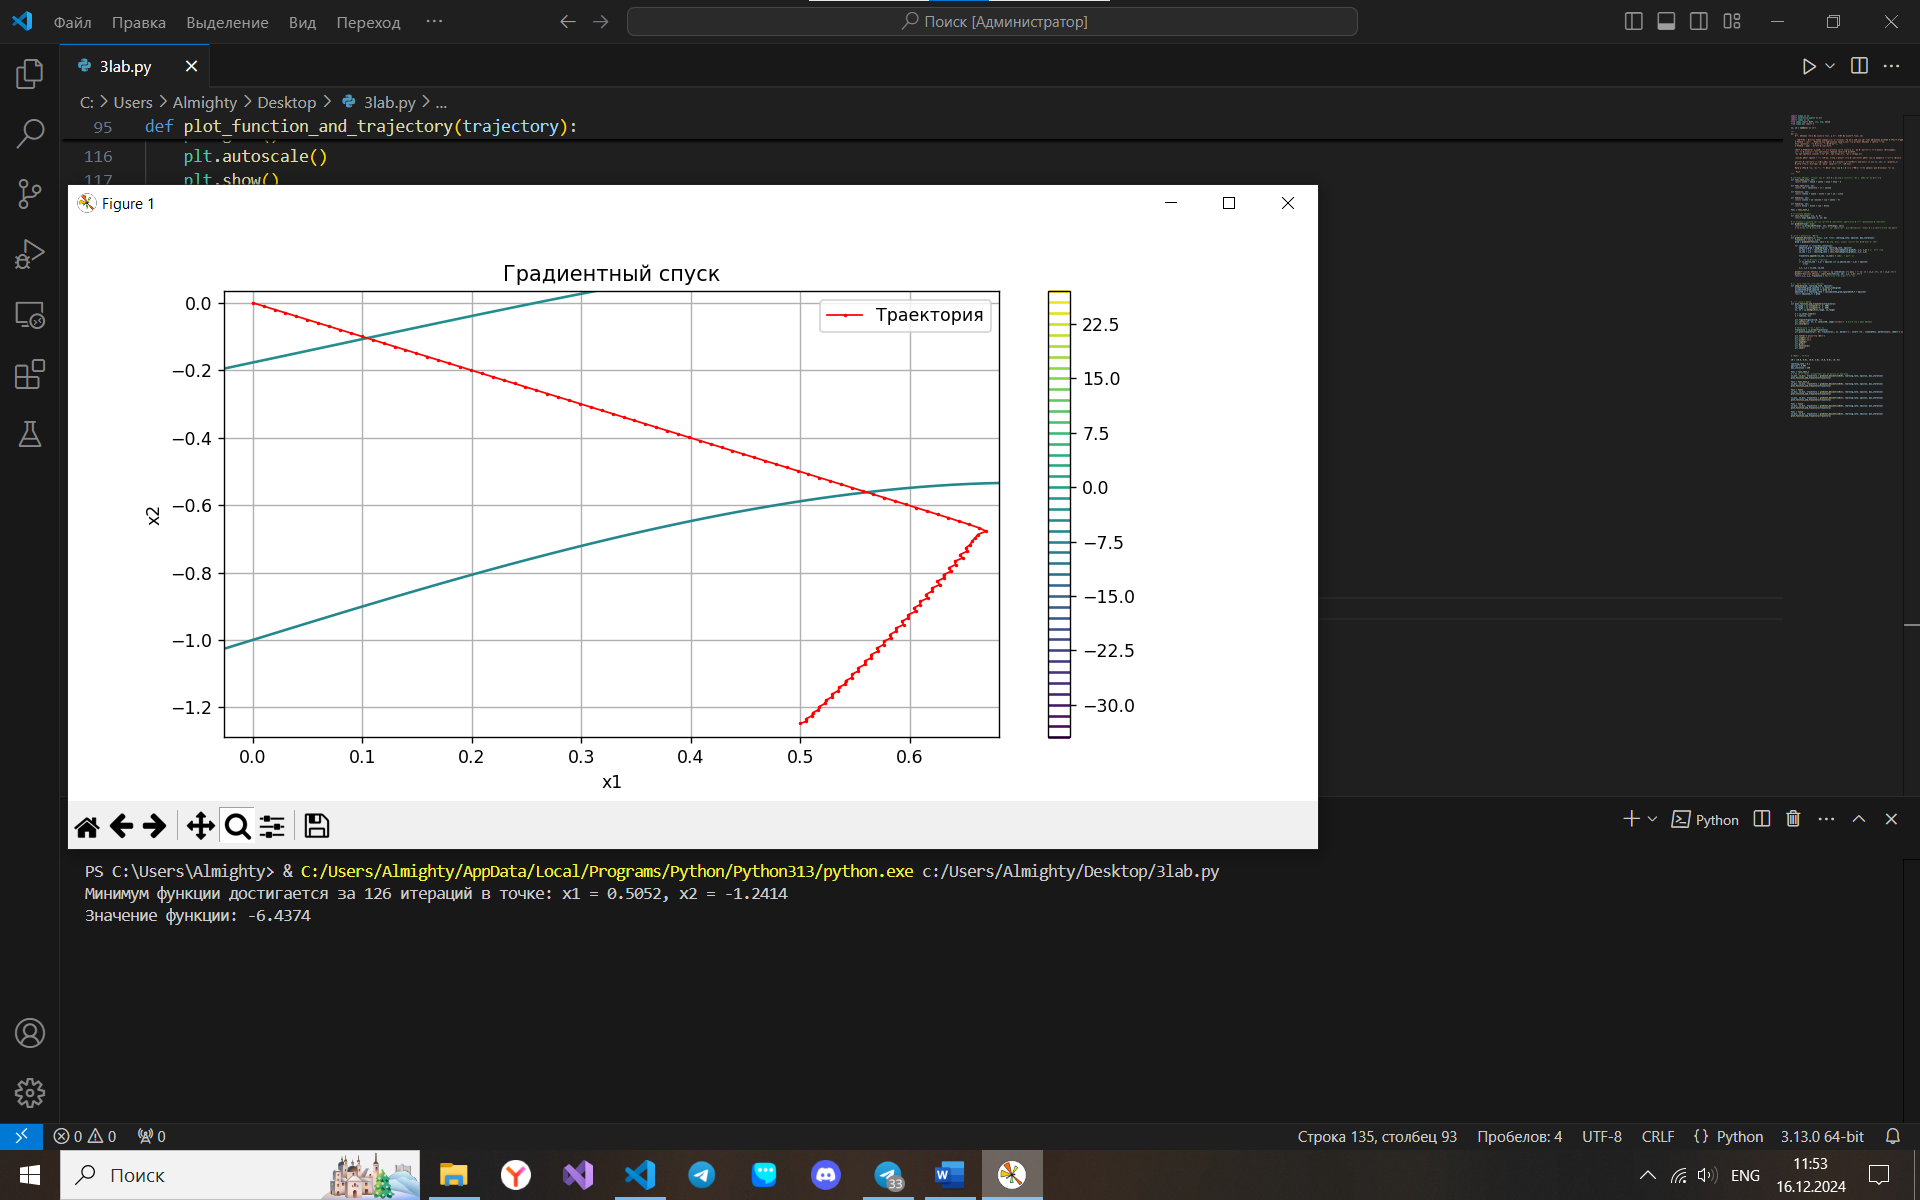 Файл Правка Выделение Вид Переход ...
Поиск [Администратор]
3lab.py
C: > Users > Almighty > Desktop > 3lab.py > ...
95 def plot_function_and_trajectory(trajectory):
116 plt.autoscale()
117 plt.show()
Figure 1
Градиентный спуск
Траектория
0.0
−0.2
−0.4
−0.6
−0.8
−1.0
−1.2
x2
0.0 0.1 0.2 0.3 0.4 0.5 0.6
x1
22.5
15.0
7.5
0.0
−7.5
−15.0
−22.5
−30.0
Python
PS C:\Users\Almighty> & C:/Users/Almighty/AppData/Local/Programs/Python/Python313/python.exe c:/Users/Almighty/Desktop/3lab.py
Минимум функции достигается за 126 итераций в точке: x1 = 0.5052, x2 = -1.2414
Значение функции: -6.4374
0 0 0
Строка 135, столбец 93 Пробелов: 4 UTF-8 CRLF {} Python 3.13.0 64-bit
Поиск
33
ENG
11:53
16.12.2024